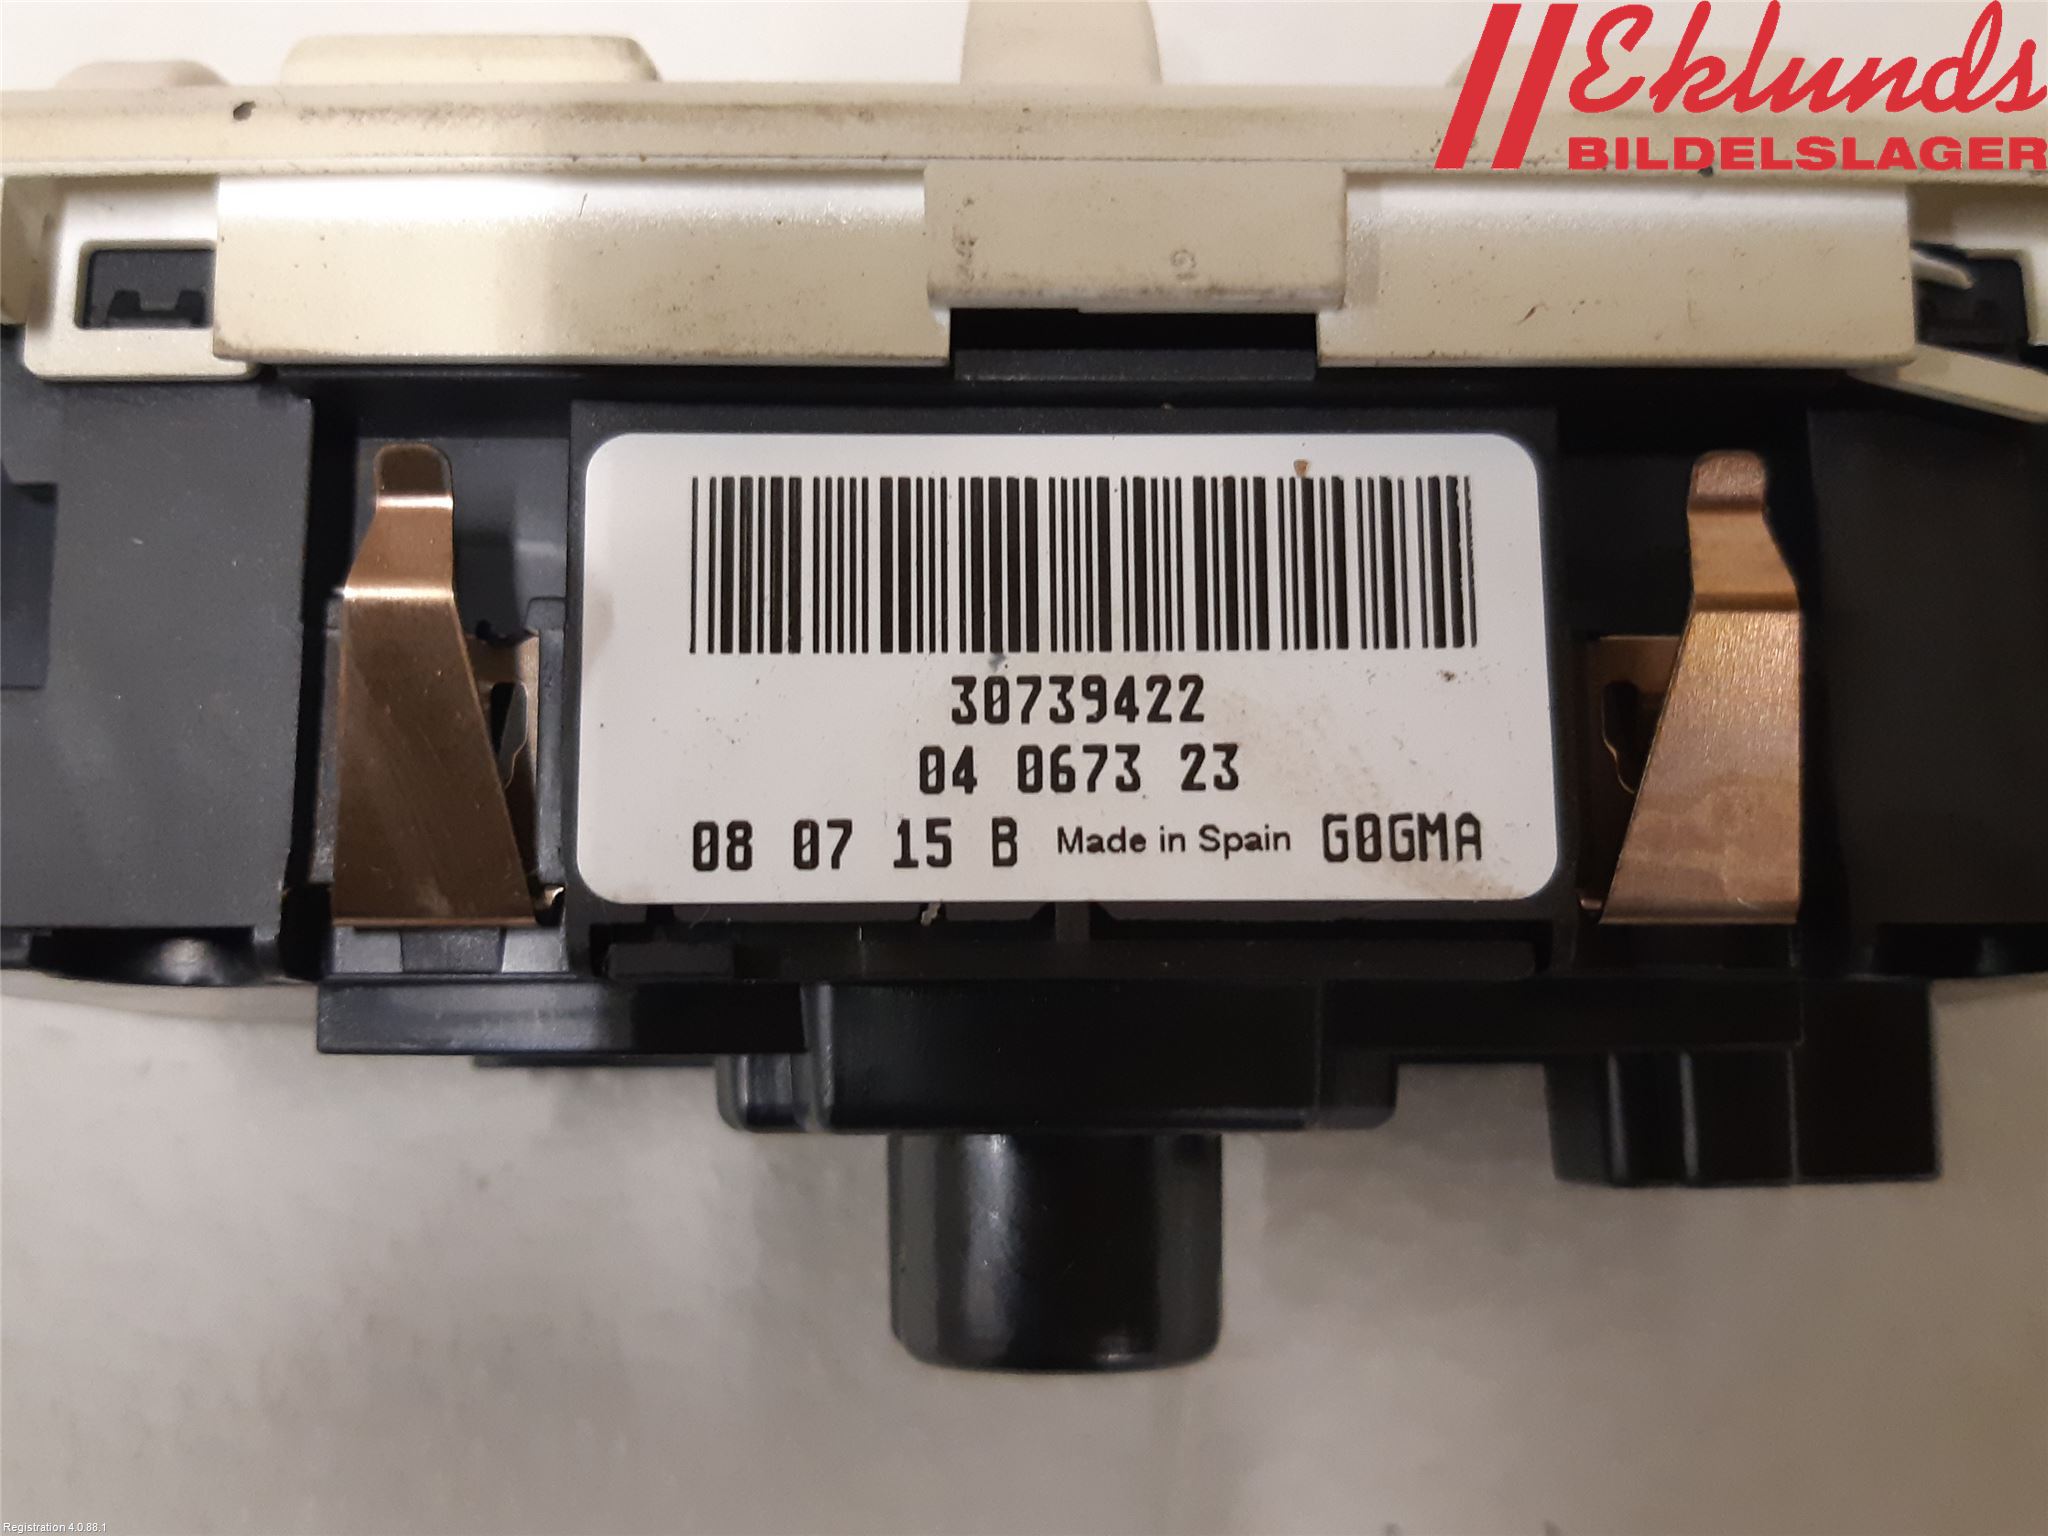 Eklunds
BILDELSLAGER
30739422
04 0673 23
08 07 15 B Made in Spain G0GMA
Registration 4.0.88.1